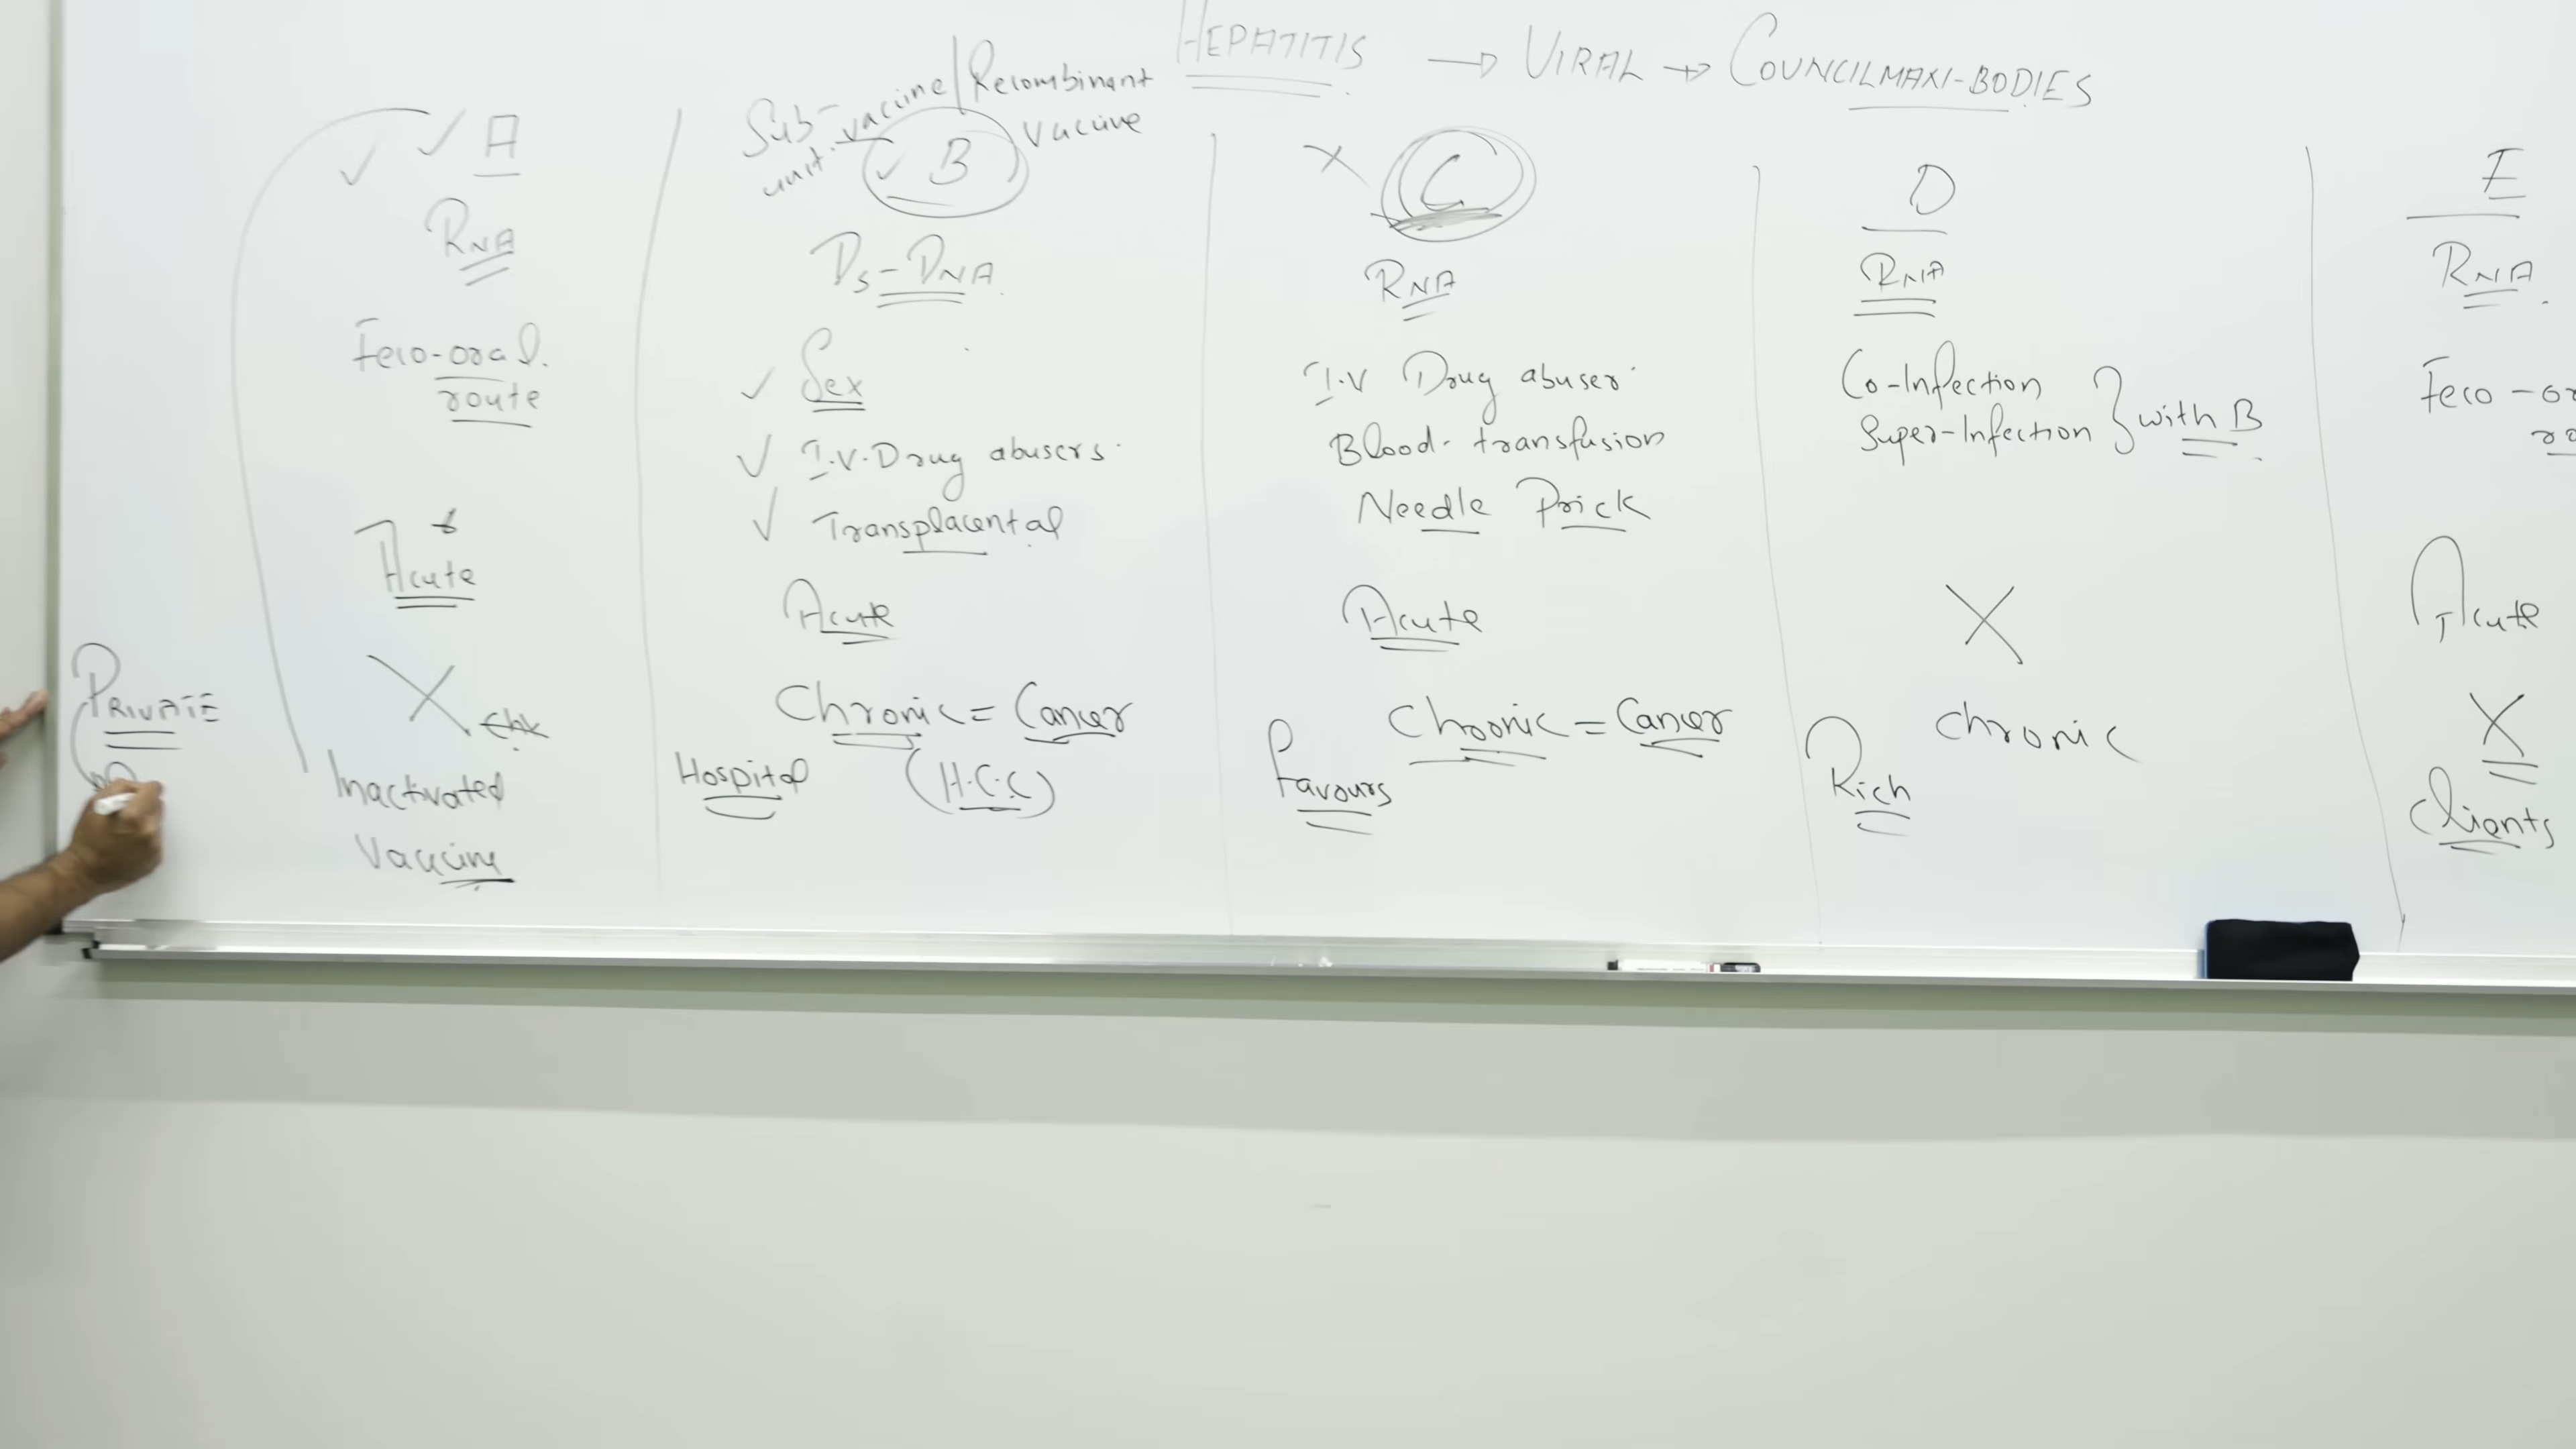 HEPATITIS → VIRAL → COUNCILMAXI-BODIES
✓ ✓ A
RNA
Feco-oral.
route
Acute
X
Inactivated
Vaccine
PRIVATE
Sub-unit vaccine/Recombinant
vaccine
✓ B
Ds-DNA
✓ Sex
✓ I.V. Drug abusers.
✓ Transplacental
Acute
Chronic = Cancer
(H.C.C)
Hospital
X C
RNA
I.V Drug abuser.
Blood-transfusion
Needle Prick
Acute
Chronic = Cancer
Favours
D
RNA
Co-Infection
Super-Infection } with B
X
Chronic
Rich
E
RNA
Feco-or
Acute
X
Clients